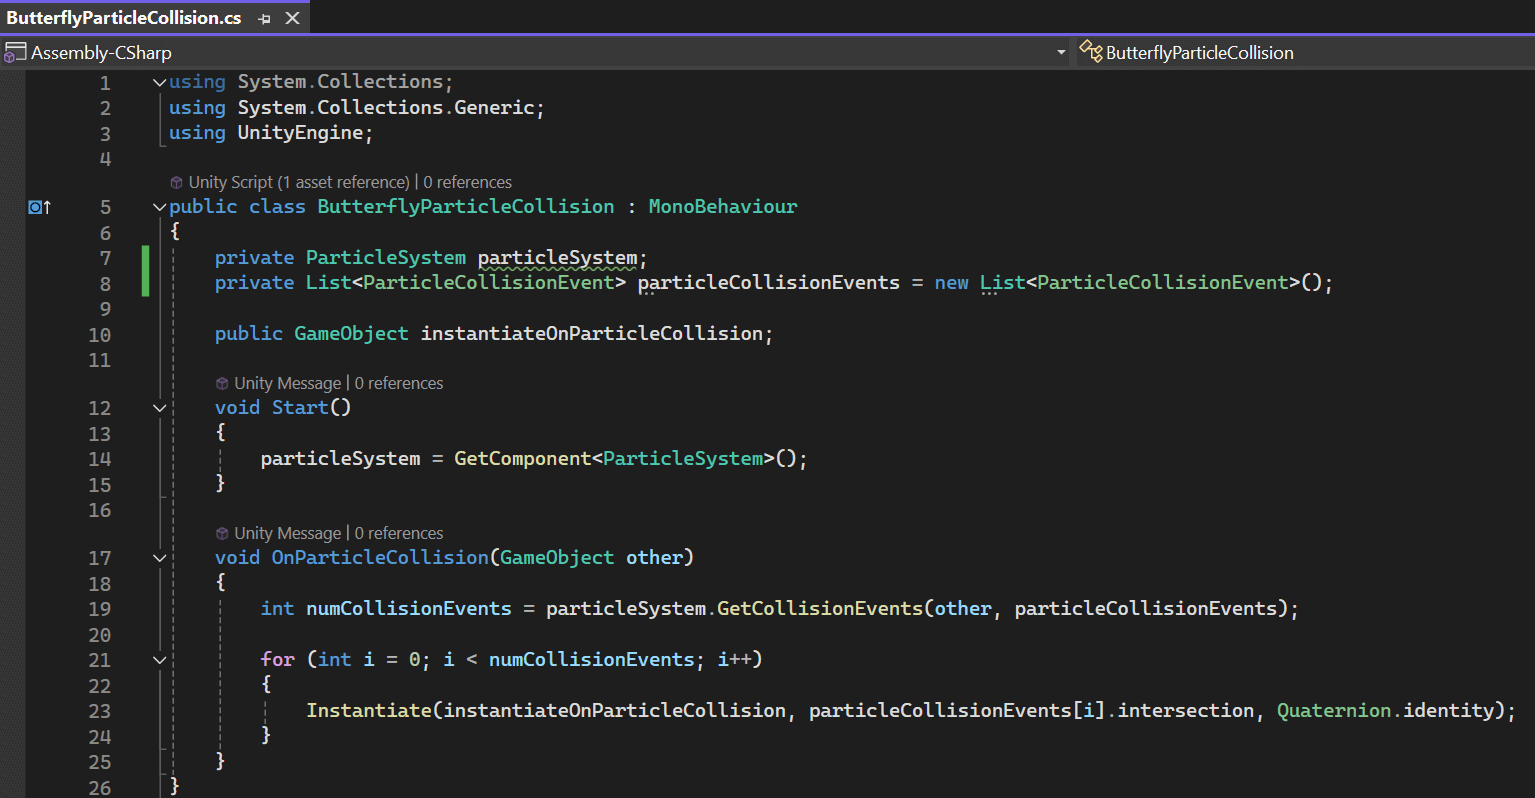 ButterflyParticleCollision.cs
Assembly-CSharp
ButterflyParticleCollision
1 using System.Collections;
2 using System.Collections.Generic;
3 using UnityEngine;
4
Unity Script (1 asset reference) | 0 references
5 public class ButterflyParticleCollision : MonoBehaviour
6 {
7 private ParticleSystem particleSystem;
8 private List<ParticleCollisionEvent> particleCollisionEvents = new List<ParticleCollisionEvent>();
9
10 public GameObject instantiateOnParticleCollision;
11
Unity Message | 0 references
12 void Start()
13 {
14 particleSystem = GetComponent<ParticleSystem>();
15 }
16
Unity Message | 0 references
17 void OnParticleCollision(GameObject other)
18 {
19 int numCollisionEvents = particleSystem.GetCollisionEvents(other, particleCollisionEvents);
20
21 for (int i = 0; i < numCollisionEvents; i++)
22 {
23 Instantiate(instantiateOnParticleCollision, particleCollisionEvents[i].intersection, Quaternion.identity);
24 }
25 }
26 }